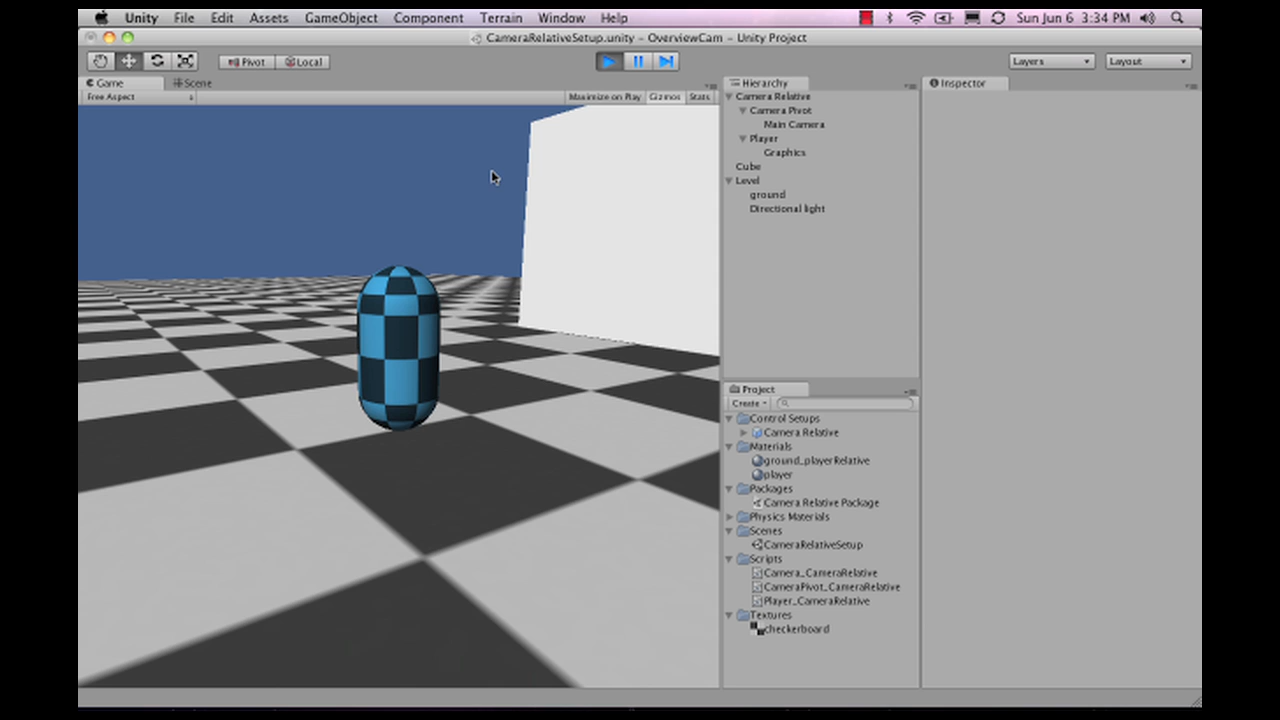 Unity File Edit Assets GameObject Component Terrain Window Help Sun Jun 6 3:34 PM
CameraRelativeSetup.unity – OverviewCam – Unity Project
Pivot Local Layers Layout
Game Scene Hierarchy Inspector
Free Aspect Maximize on Play Gizmos Stats
Camera Relative
Camera Pivot
Main Camera
Player
Graphics
Cube
Level
ground
Directional light
Project
Create
Control Setups
Camera Relative
Materials
ground_playerRelative
player
Packages
Camera Relative Package
Physics Materials
Scenes
CameraRelativeSetup
Scripts
Camera_CameraRelative
CameraPivot_CameraRelative
Player_CameraRelative
Textures
checkerboard